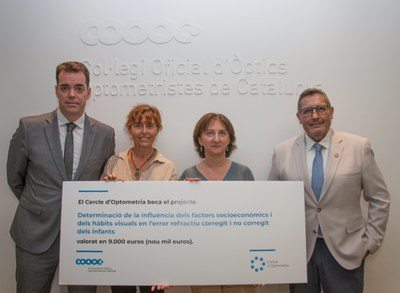 coooc
Col·legi Oficial d'Òptics
Optometristes de Catalunya
El Cercle d'Optometria beca el projecte
Determinació de la influència dels factors socioeconòmics i
dels hàbits visuals en l'error refractiu corregit i no corregit
dels infants
valorat en 9.000 euros (nou mil euros).
coooc